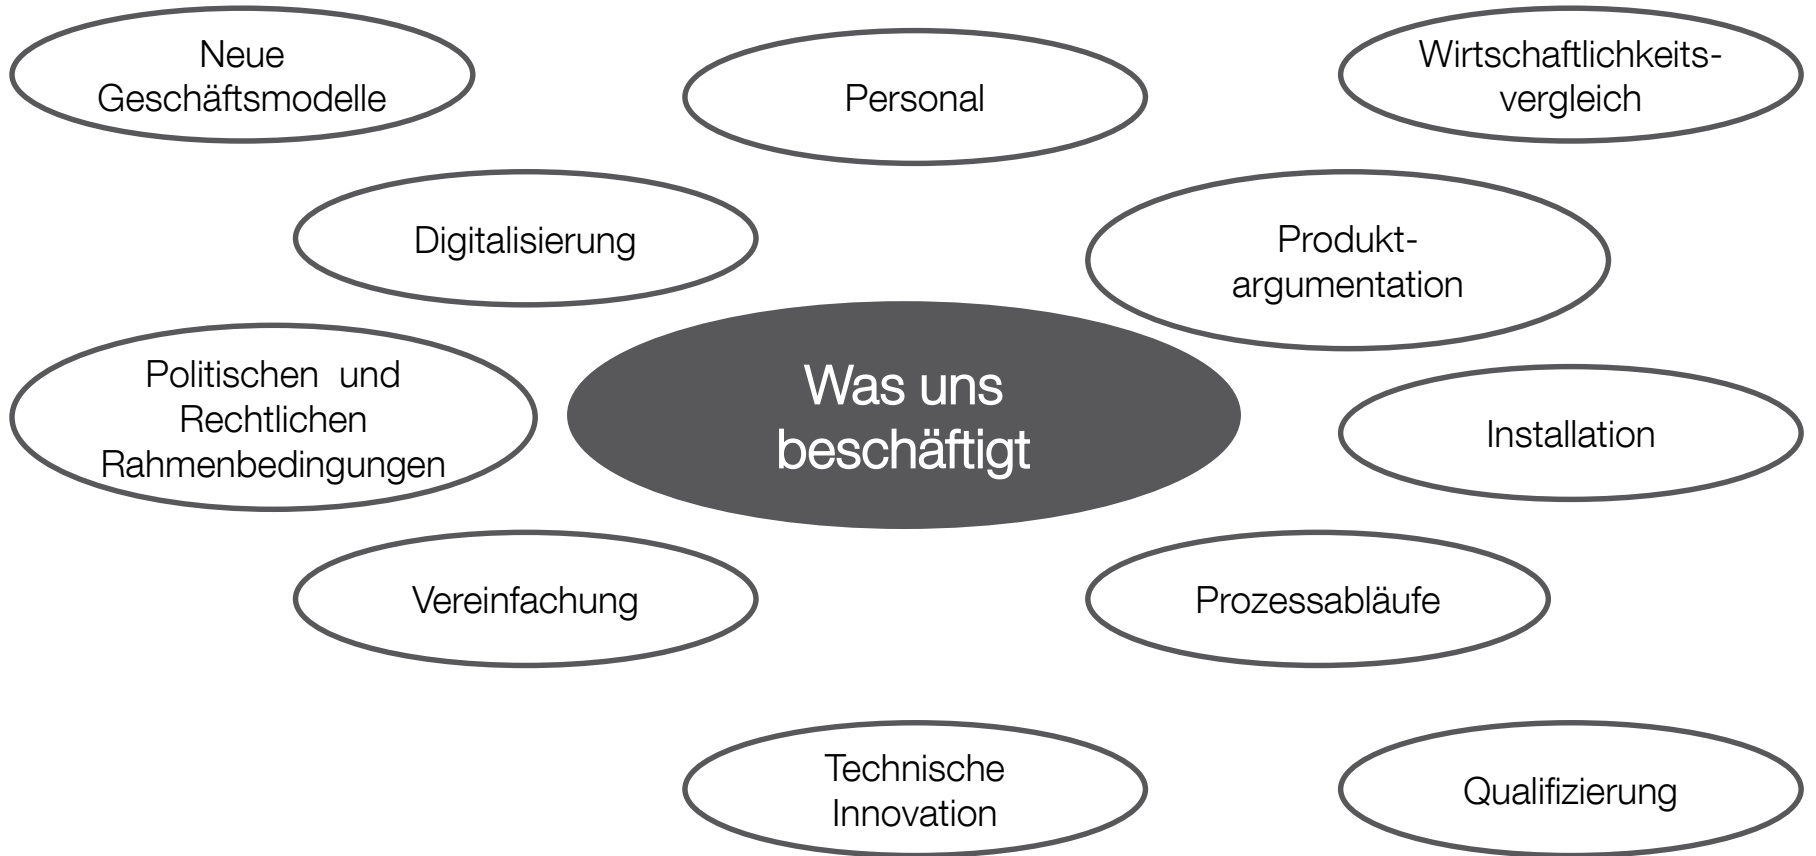 Neue
Geschäftsmodelle
Personal
Wirtschaftlichkeits-
vergleich
Digitalisierung
Produkt-
argumentation
Politischen und
Rechtlichen
Rahmenbedingungen
Was uns
beschäftigt
Installation
Vereinfachung
Prozessabläufe
Technische
Innovation
Qualifizierung